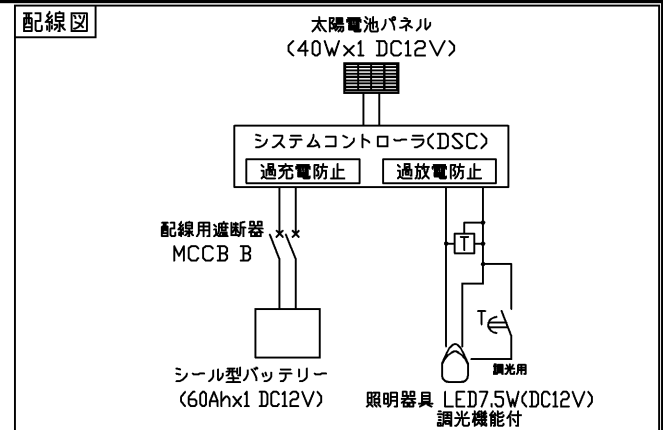 配線図
太陽電池パネル
(40Wx1 DC12V)
システムコントローラ(DSC)
過充電防止
過放電防止
配線用遮断器
MCCB B
T
T
シール型バッテリー
(60Ahx1 DC12V)
調光用
照明器具 LED7.5W(DC12V)
調光機能付